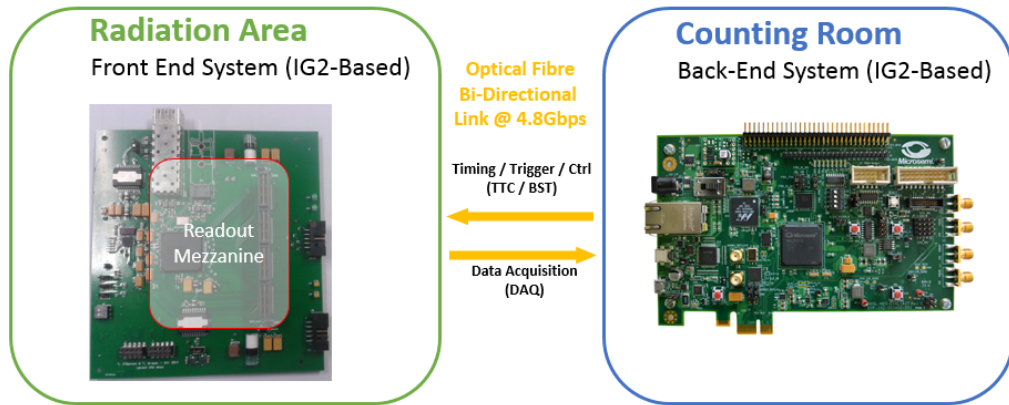 Radiation Area
Front End System (IG2-Based)
Readout
Mezzanine
Optical Fibre
Bi-Directional
Link @ 4.8Gbps
Timing / Trigger / Ctrl
(TTC / BST)
Data Acquisition
(DAQ)
Counting Room
Back-End System (IG2-Based)
Microsemi